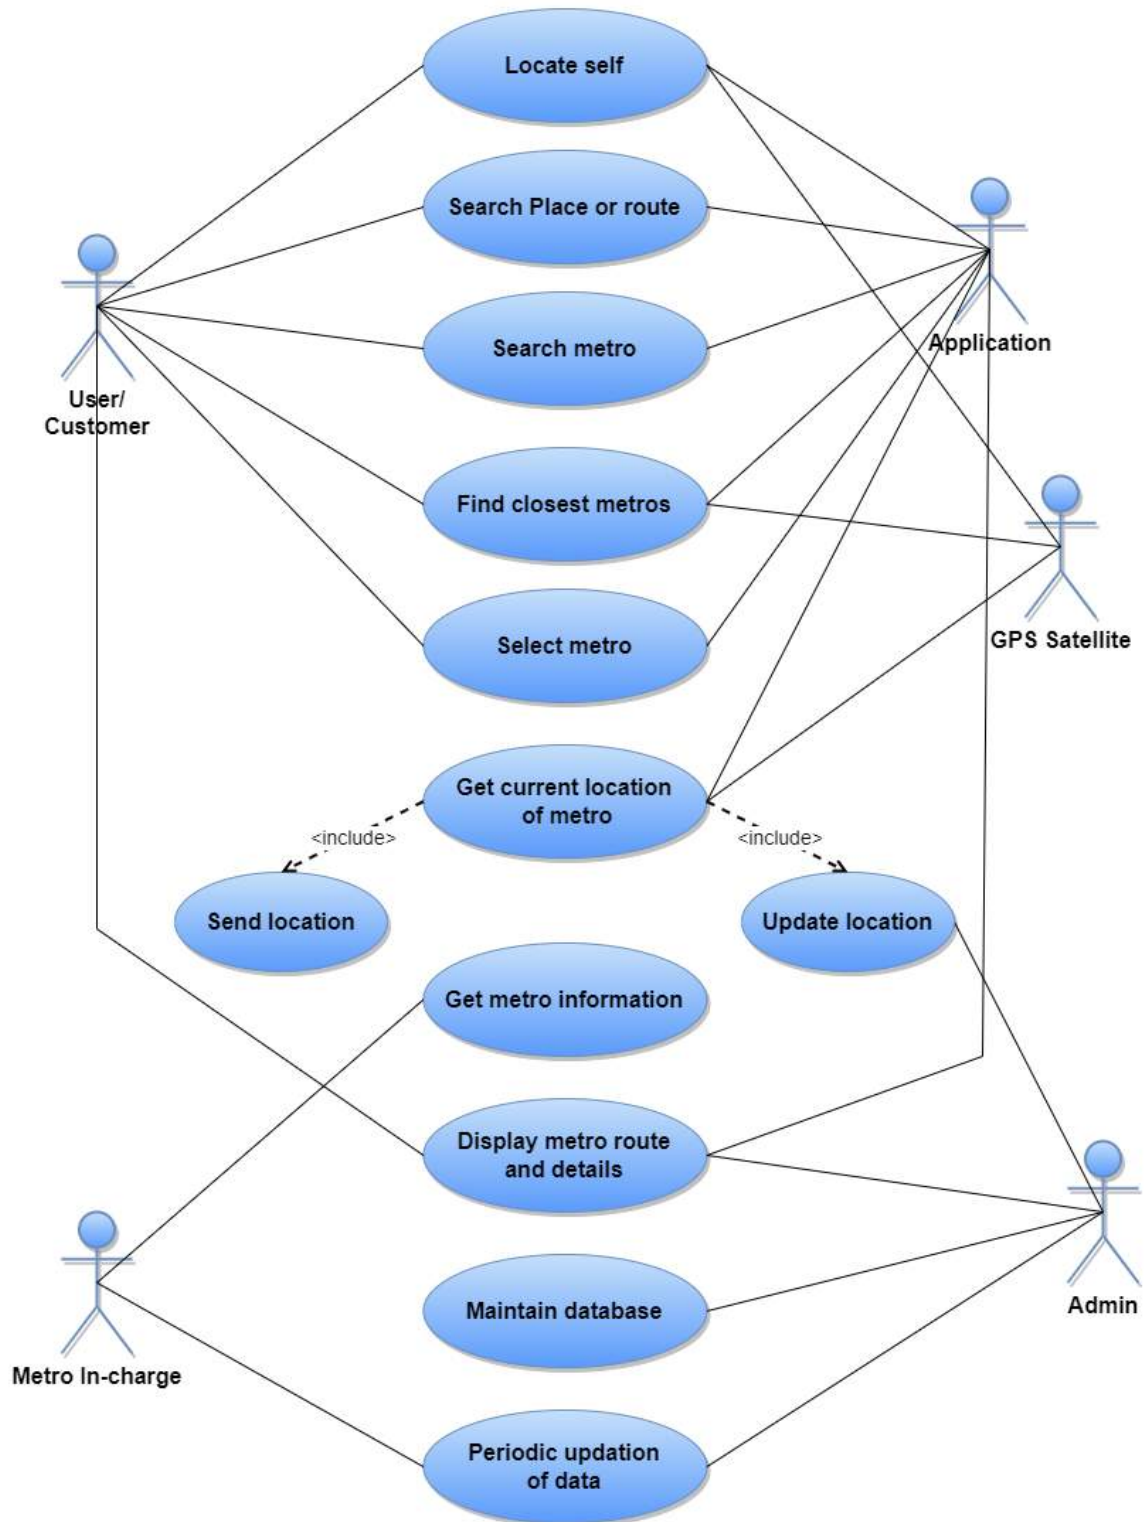 Locate self
Search Place or route
Application
User/
Customer
Search metro
Find closest metros
GPS Satellite
Select metro
Get current location
of metro
<include>
<include>
Send location
Update location
Get metro information
Display metro route
and details
Admin
Maintain database
Metro In-charge
Periodic updation
of data